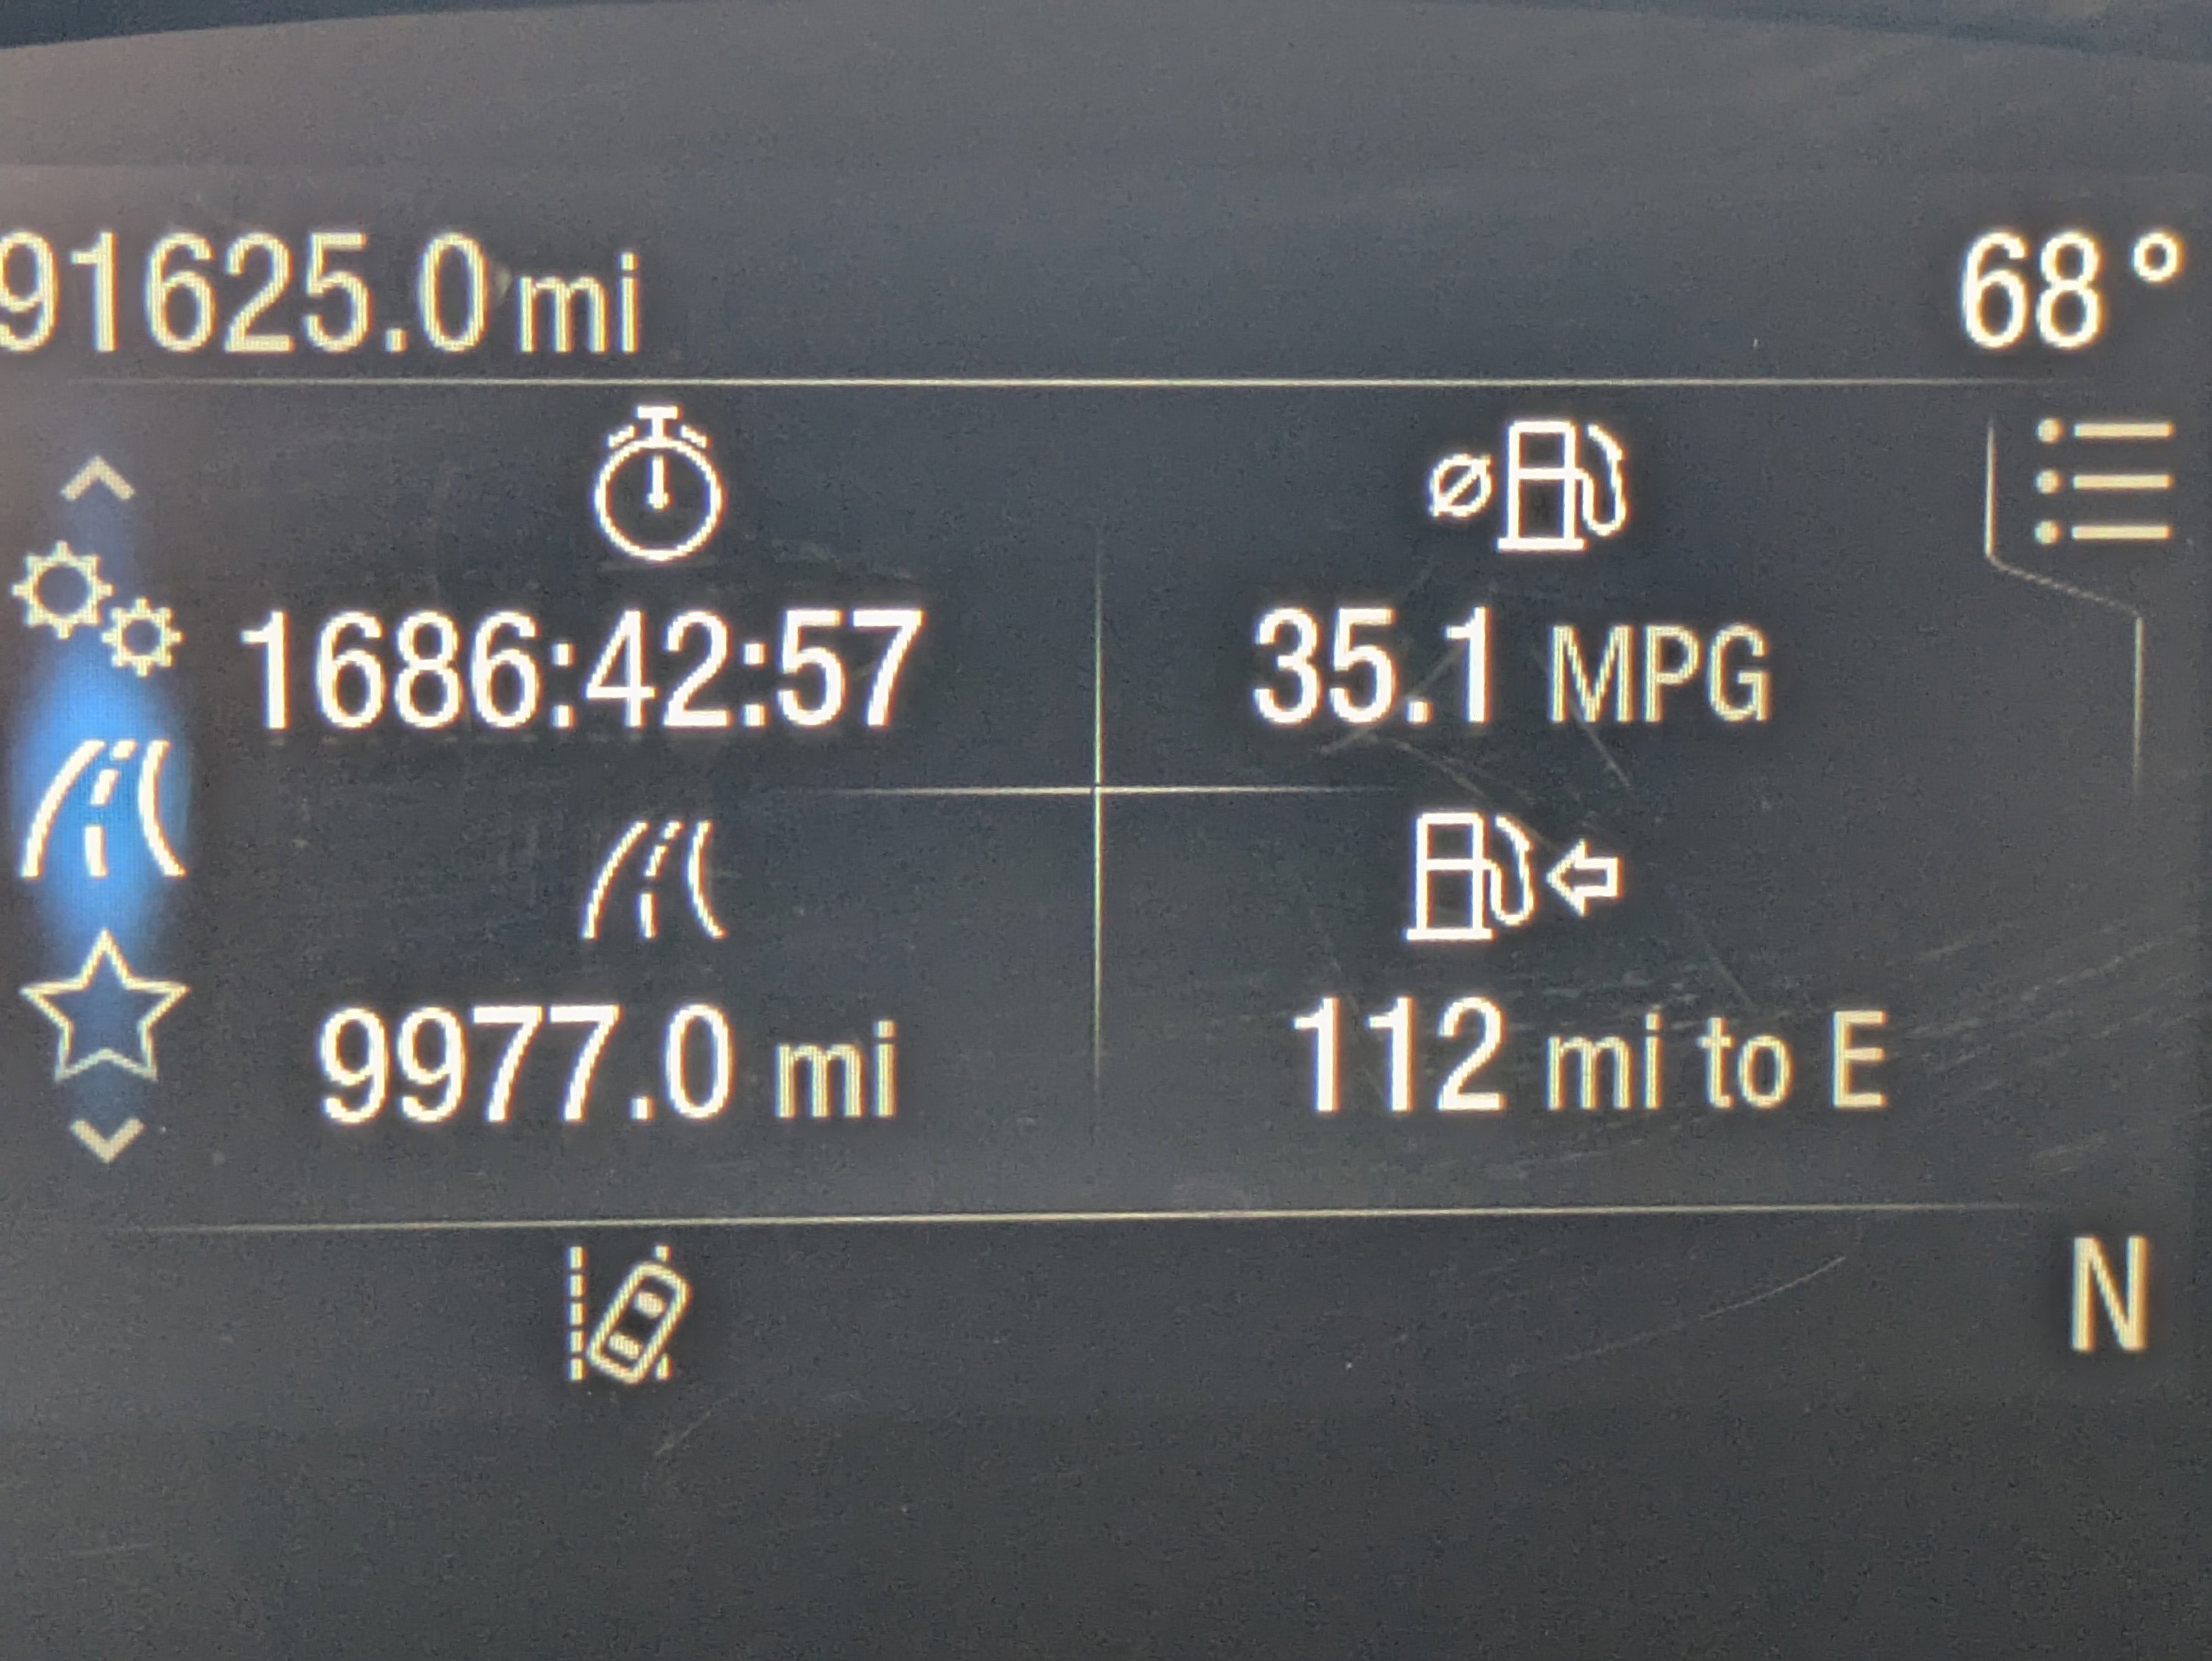 91625.0 mi 68°
1686:42:57 35.1 MPG
9977.0 mi 112 mi to E
N